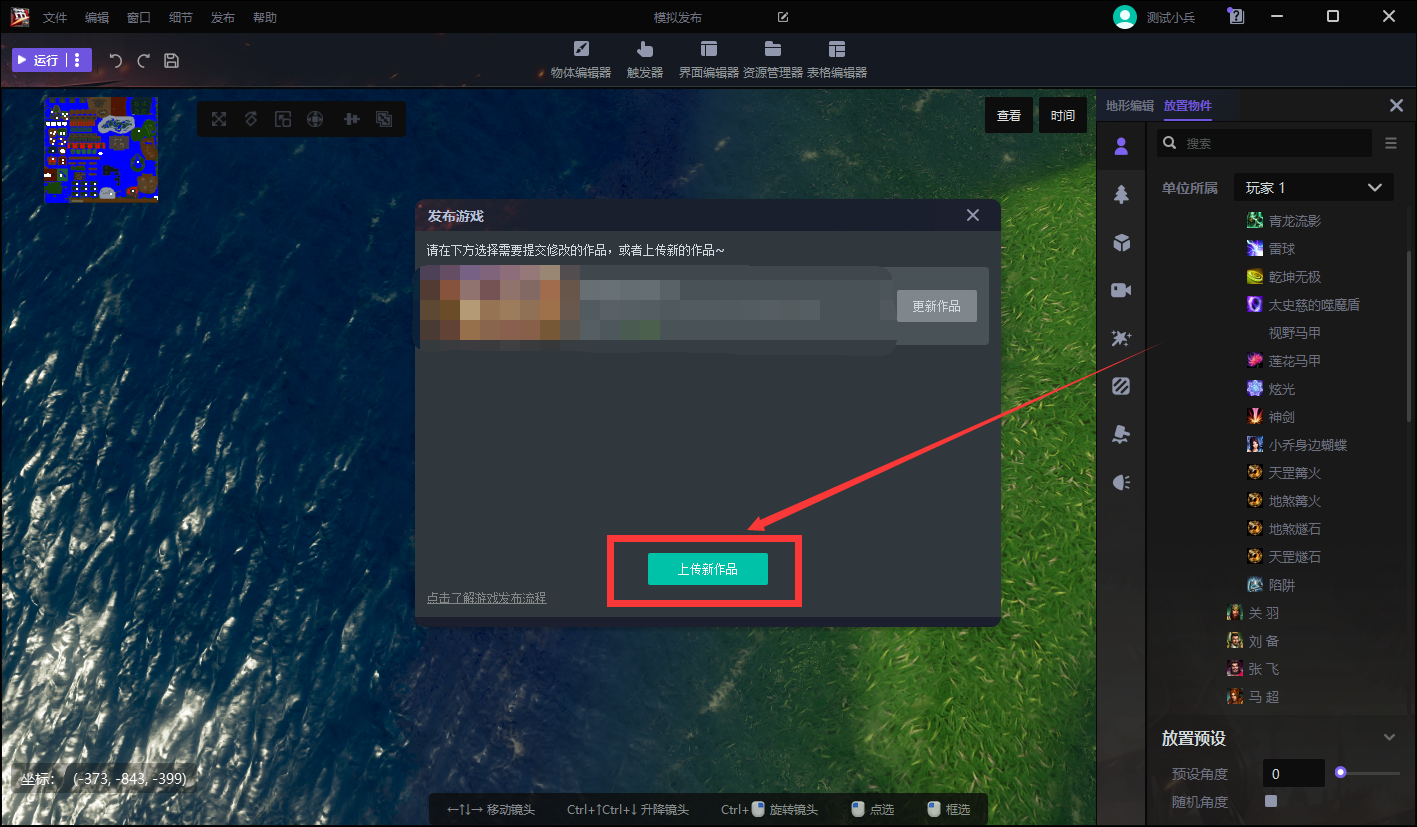 文件 编辑 窗口 细节 发布 帮助 模拟发布 测试小兵
运行
物体编辑器 触发器 界面编辑器 资源管理器 表格编辑器
查看 时间
地形编辑 放置物件
搜索
单位所属 玩家 1
青龙流影
雷球
乾坤无极
太史慈的噬魔盾
视野马甲
莲花马甲
炫光
神剑
小乔身边蝴蝶
天罡篝火
地煞篝火
地煞燧石
天罡燧石
陷阱
关 羽
刘 备
张 飞
马 超
放置预设
预设角度 0
随机角度
发布游戏
请在下方选择需要提交修改的作品，或者上传新的作品~
更新作品
上传新作品
点击了解游戏发布流程
坐标： (-373, -843, -399)
←↑↓→ 移动镜头 Ctrl+↑Ctrl+↓ 升降镜头 Ctrl+ 旋转镜头 点选 框选